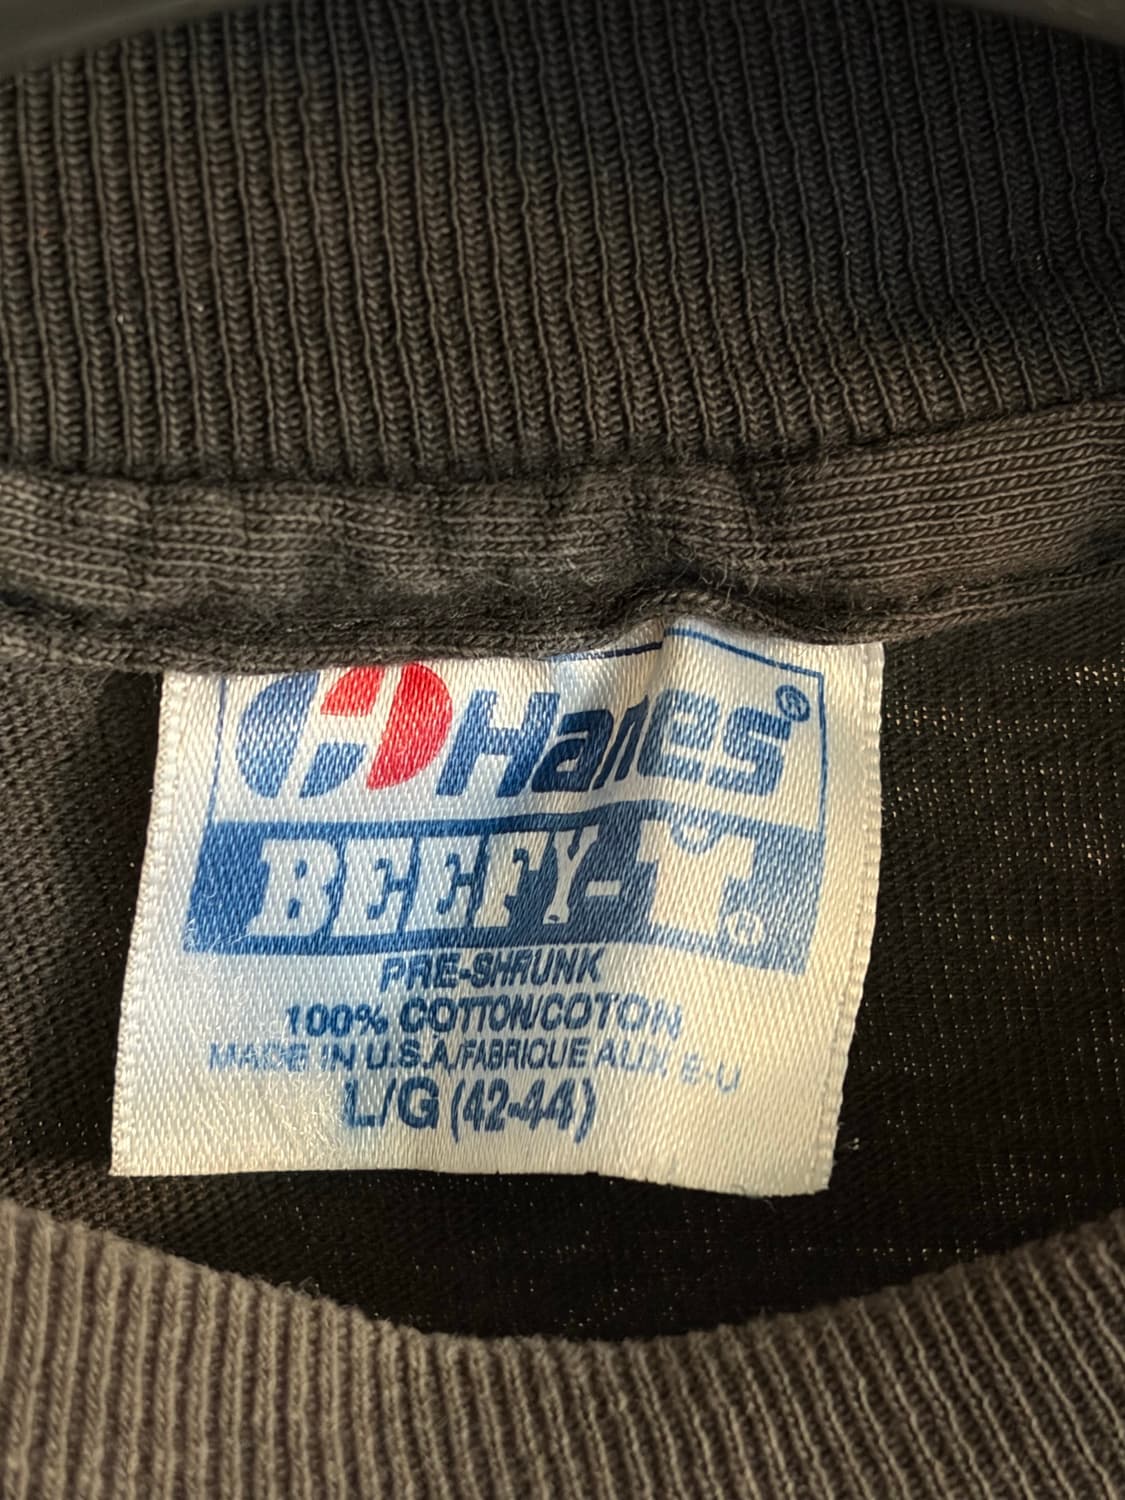 Hanes®
BEEFY-T®
PRE-SHRUNK
100% COTTON/COTON
MADE IN U.S.A/FABRIQUE AUX E-U
L/G (42-44)